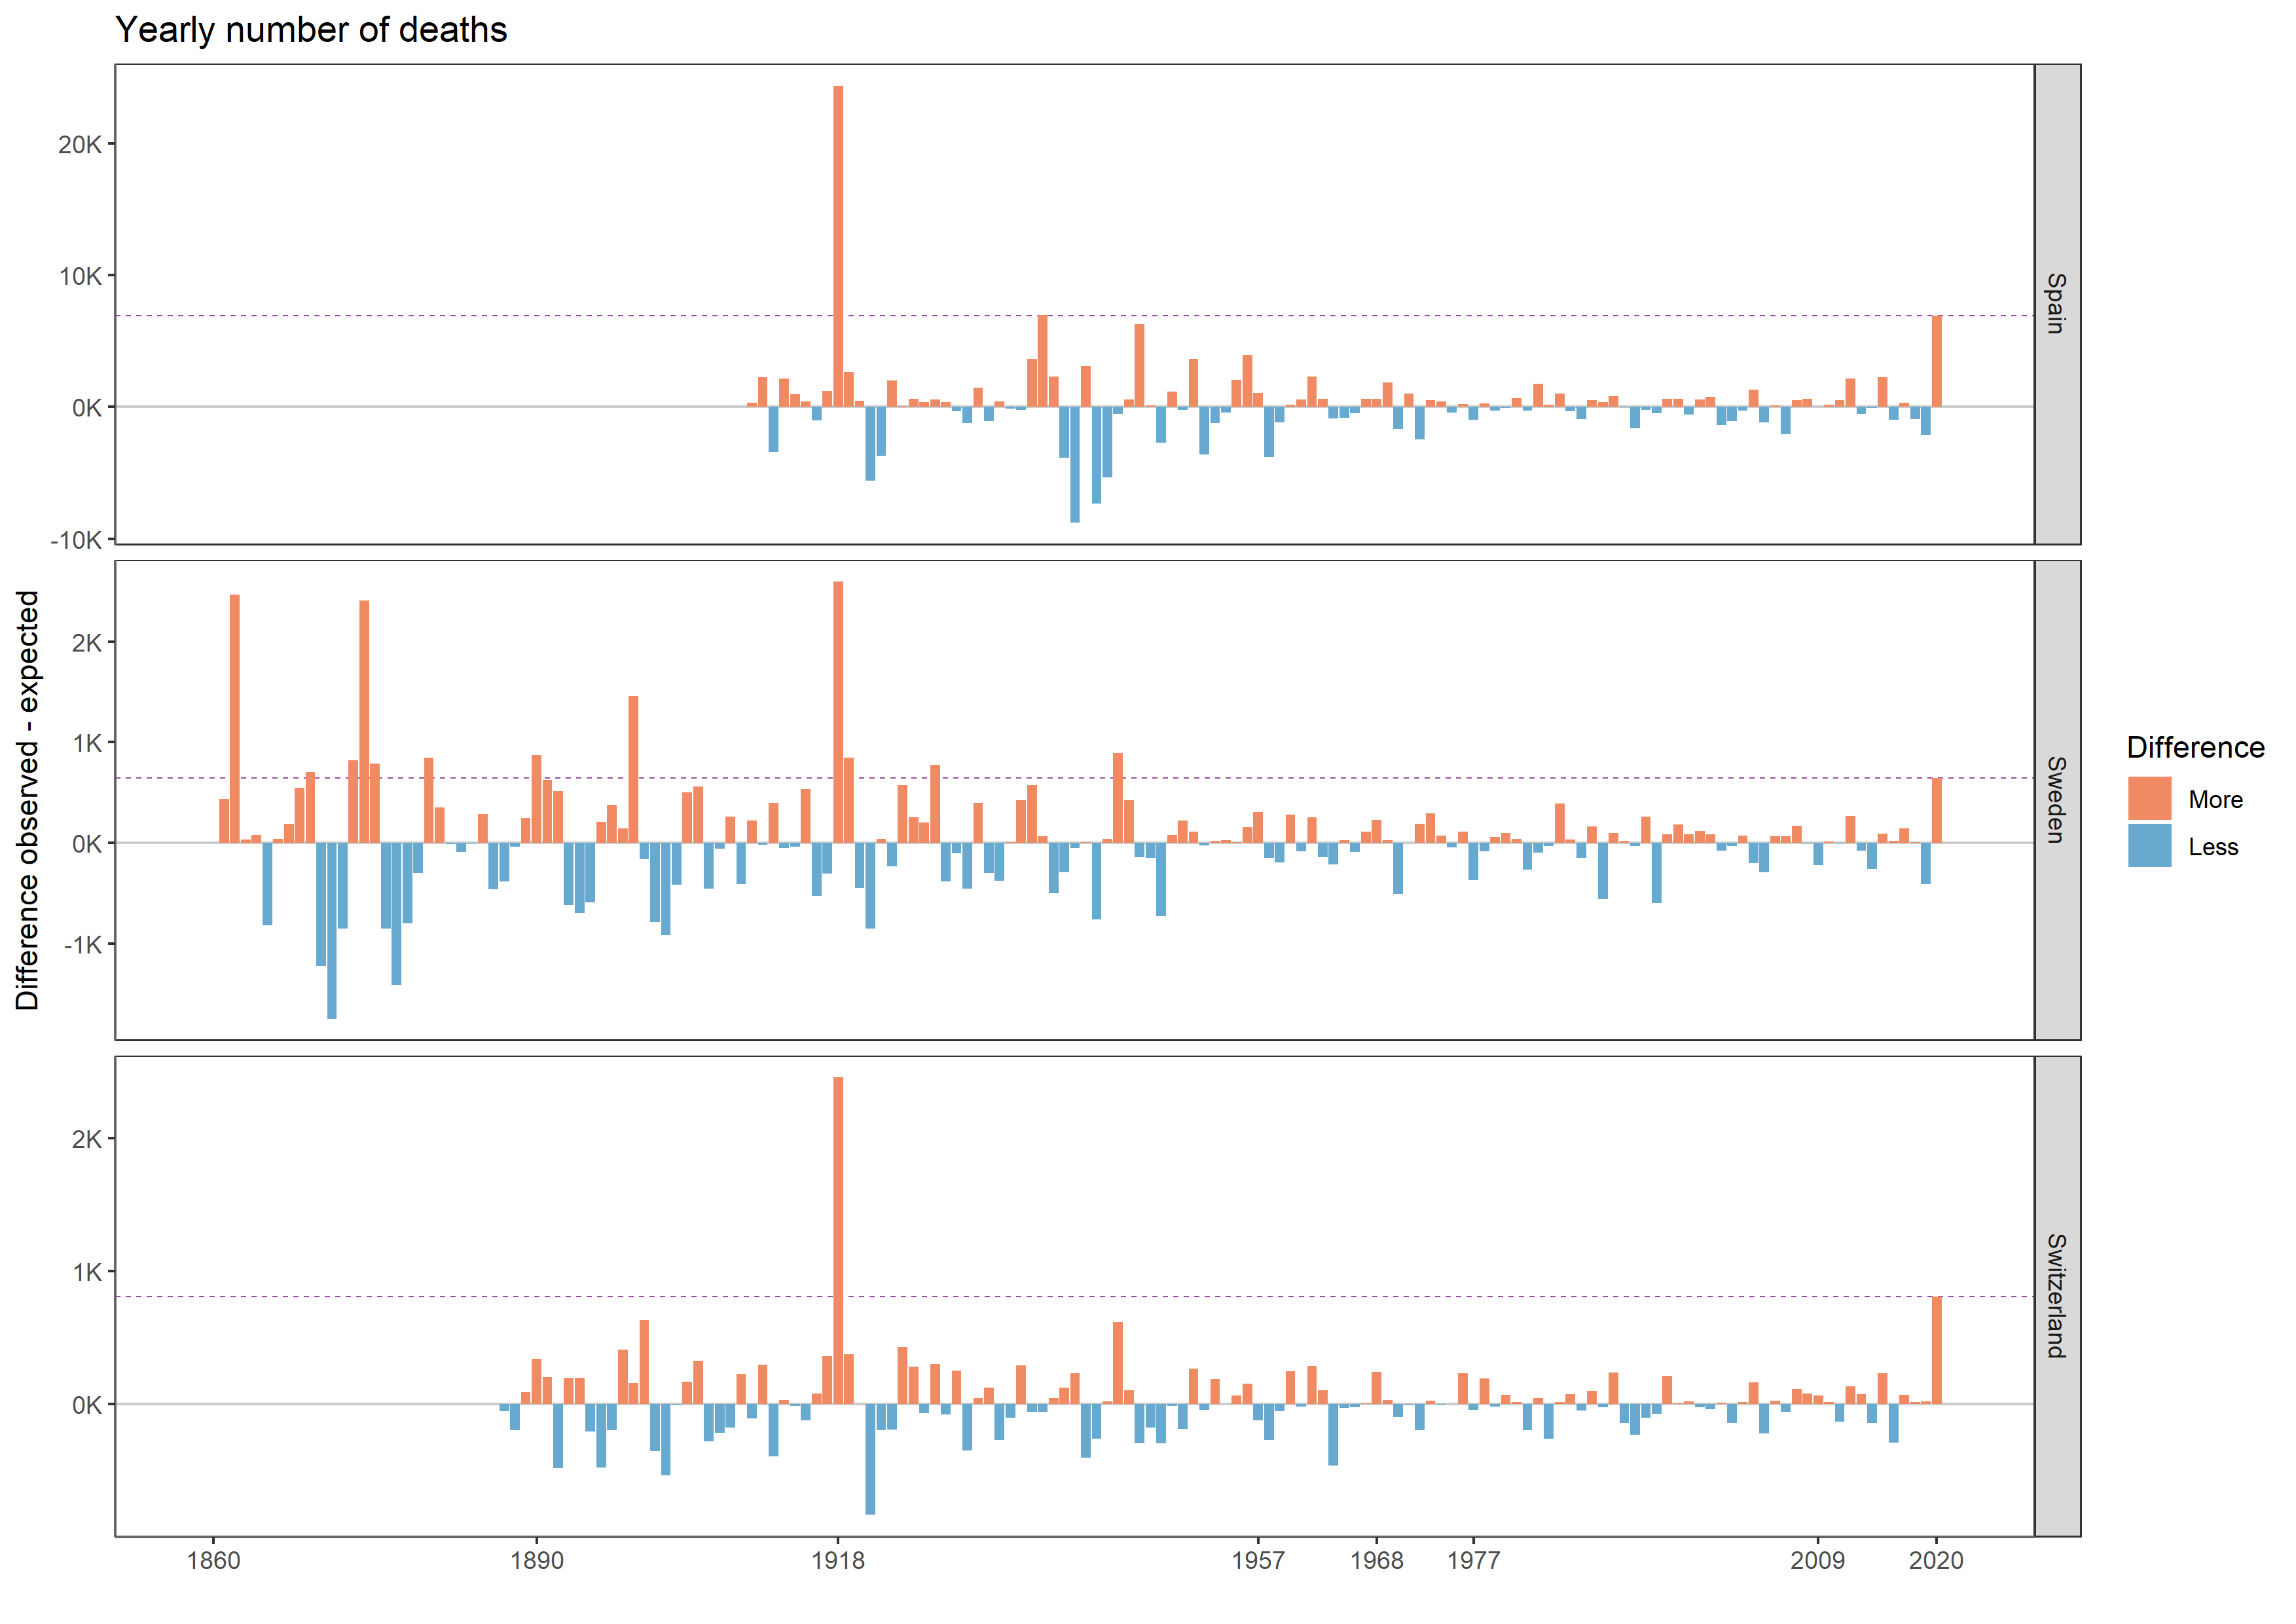 Yearly number of deaths
20K
10K
0K
-10K
Spain
Difference observed - expected
2K
1K
0K
-1K
Sweden
Difference
More
Less
2K
1K
0K
Switzerland
1860 1890 1918 1957 1968 1977 2009 2020